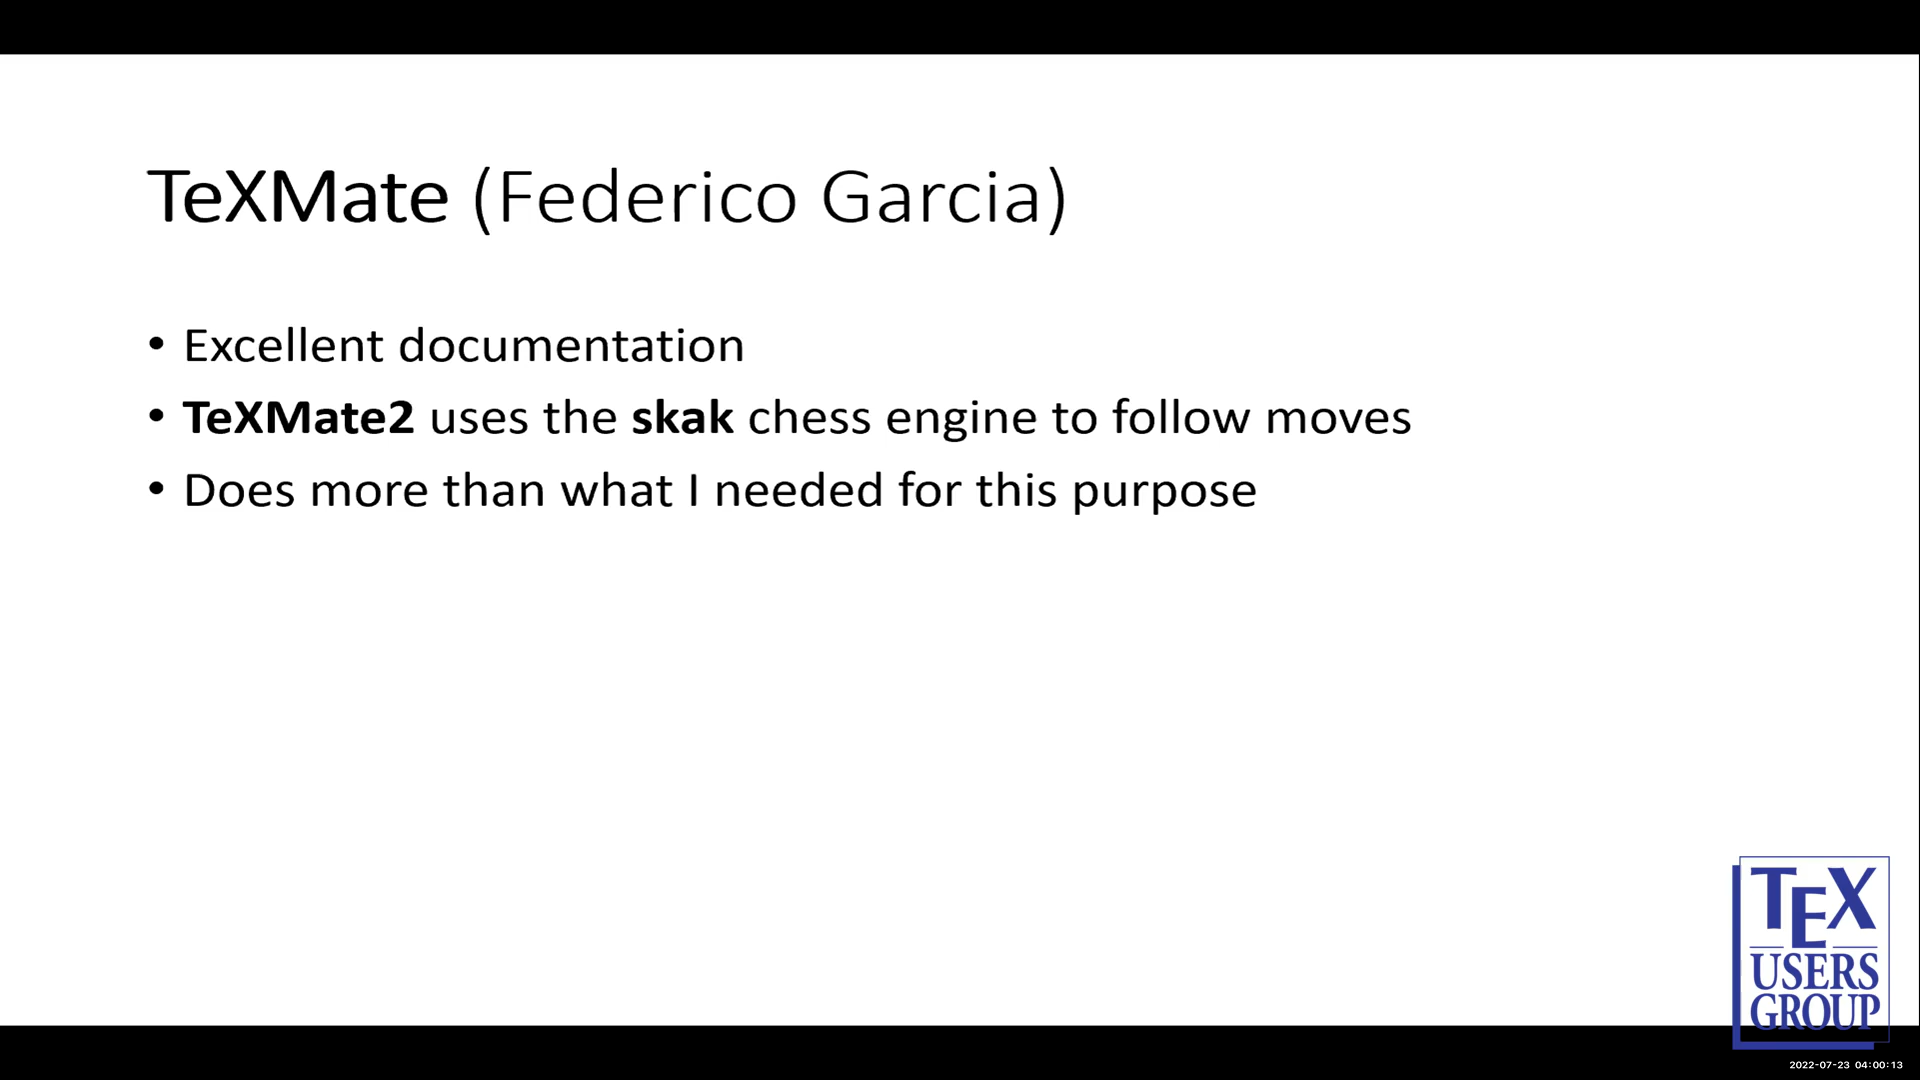 TeXMate (Federico Garcia)
• Excellent documentation
• TeXMate2 uses the skak chess engine to follow moves
• Does more than what I needed for this purpose
TEX
USERS
GROUP
2022-07-23 04:00:13